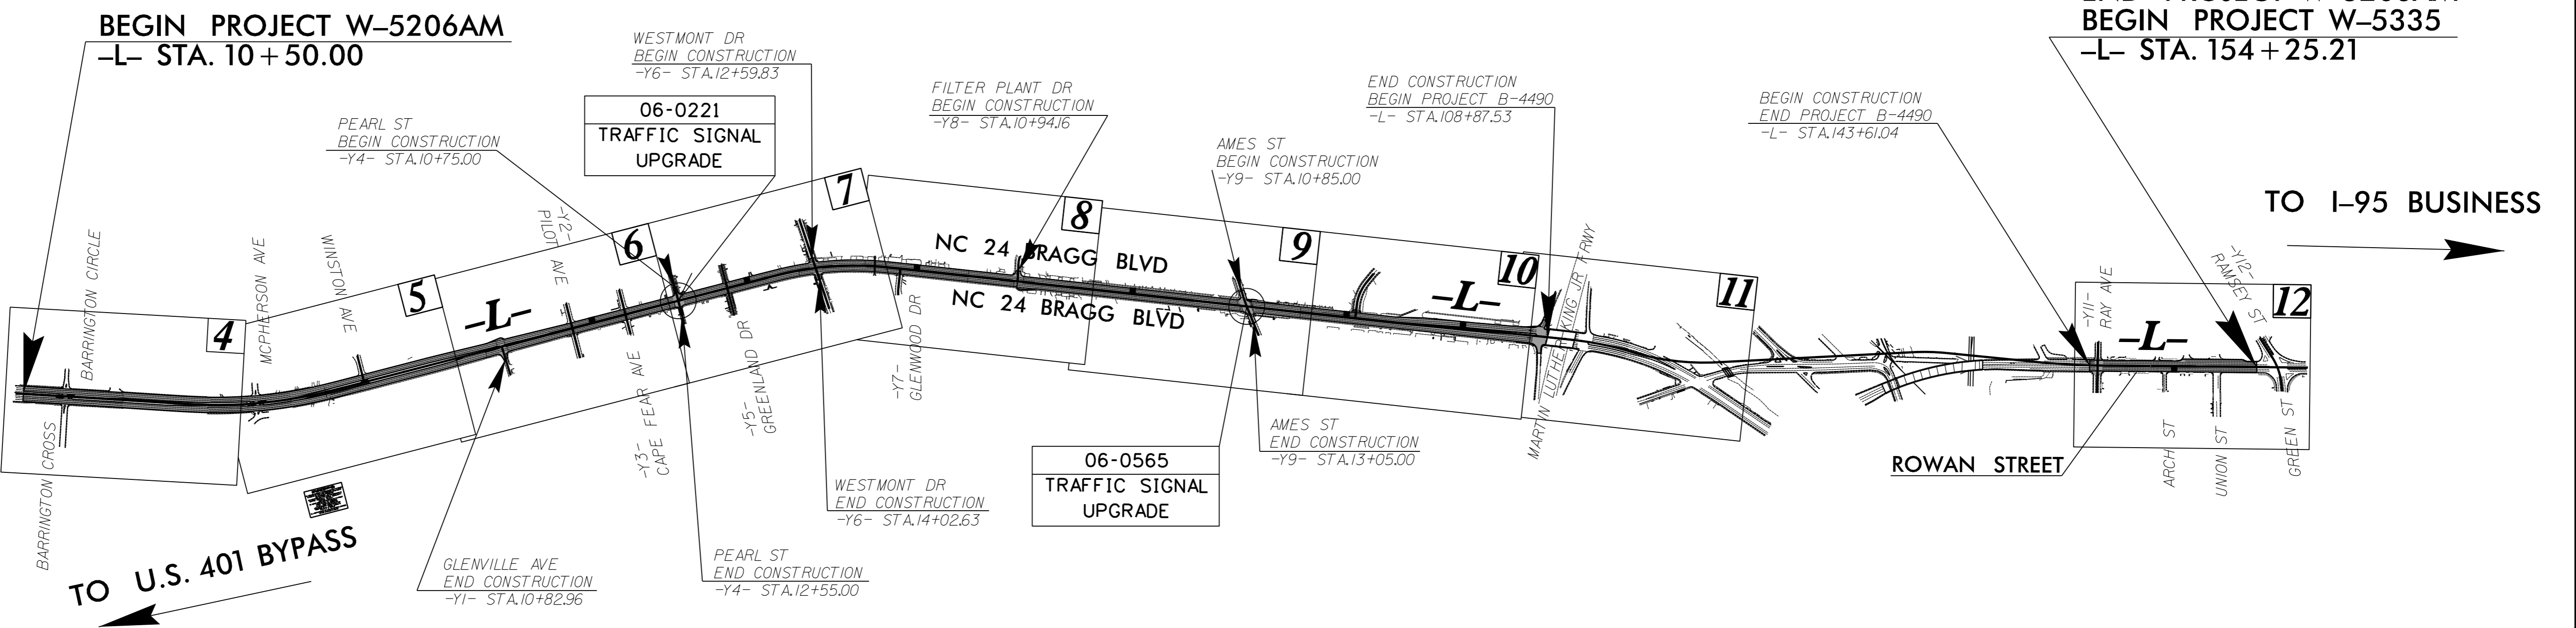 BEGIN PROJECT W–5206AM
–L– STA. 10+50.00
BEGIN PROJECT W–5335
–L– STA. 154+25.21
WESTMONT DR
BEGIN CONSTRUCTION
-Y6- STA.12+59.83
06-0221
TRAFFIC SIGNAL
UPGRADE
PEARL ST
BEGIN CONSTRUCTION
-Y4- STA.10+75.00
FILTER PLANT DR
BEGIN CONSTRUCTION
-Y8- STA.10+94.16
AMES ST
BEGIN CONSTRUCTION
-Y9- STA.10+85.00
END CONSTRUCTION
BEGIN PROJECT B-4490
-L- STA.108+87.53
BEGIN CONSTRUCTION
END PROJECT B-4490
-L- STA.143+61.04
TO I–95 BUSINESS
BARRINGTON CIRCLE
MCPHERSON AVE
WINSTON AVE
-Y2-
PILOT AVE
4
5
6
7
8
9
10
11
12
–L–
–L–
–L–
NC 24 BRAGG BLVD
NC 24 BRAGG BLVD
MARTIN LUTHER KING JR FRWY
-Y11-
RAY AVE
-Y12-
RAMSEY ST
BARRINGTON CROSS
-Y3-
CAPE FEAR AVE
-Y5-
GREENLAND DR
-Y7-
GLENWOOD DR
ROWAN STREET
ARCH ST
UNION ST
GREEN ST
AMES ST
END CONSTRUCTION
-Y9- STA.13+05.00
06-0565
TRAFFIC SIGNAL
UPGRADE
WESTMONT DR
END CONSTRUCTION
-Y6- STA.14+02.63
PEARL ST
END CONSTRUCTION
-Y4- STA.12+55.00
GLENVILLE AVE
END CONSTRUCTION
-Y1- STA.10+82.96
TO U.S. 401 BYPASS